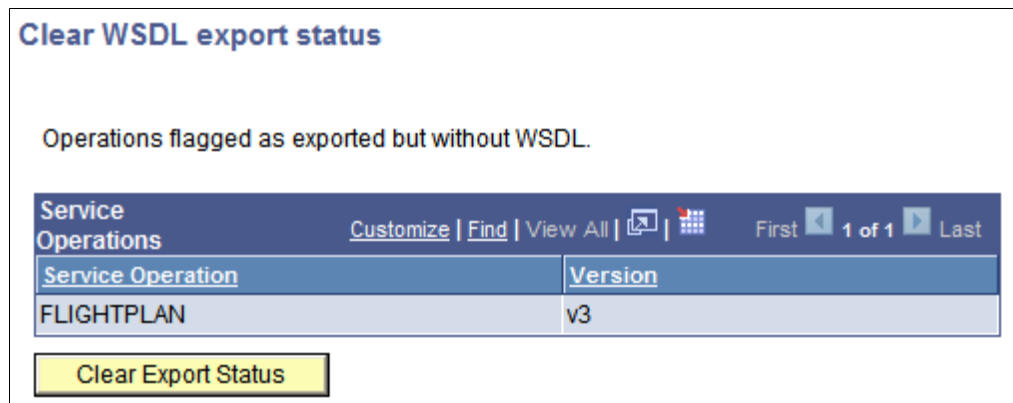 Clear WSDL export status
Operations flagged as exported but without WSDL.
Service Operations Customize | Find | View All | | First 1 of 1 Last
Service Operation Version
FLIGHTPLAN v3
Clear Export Status